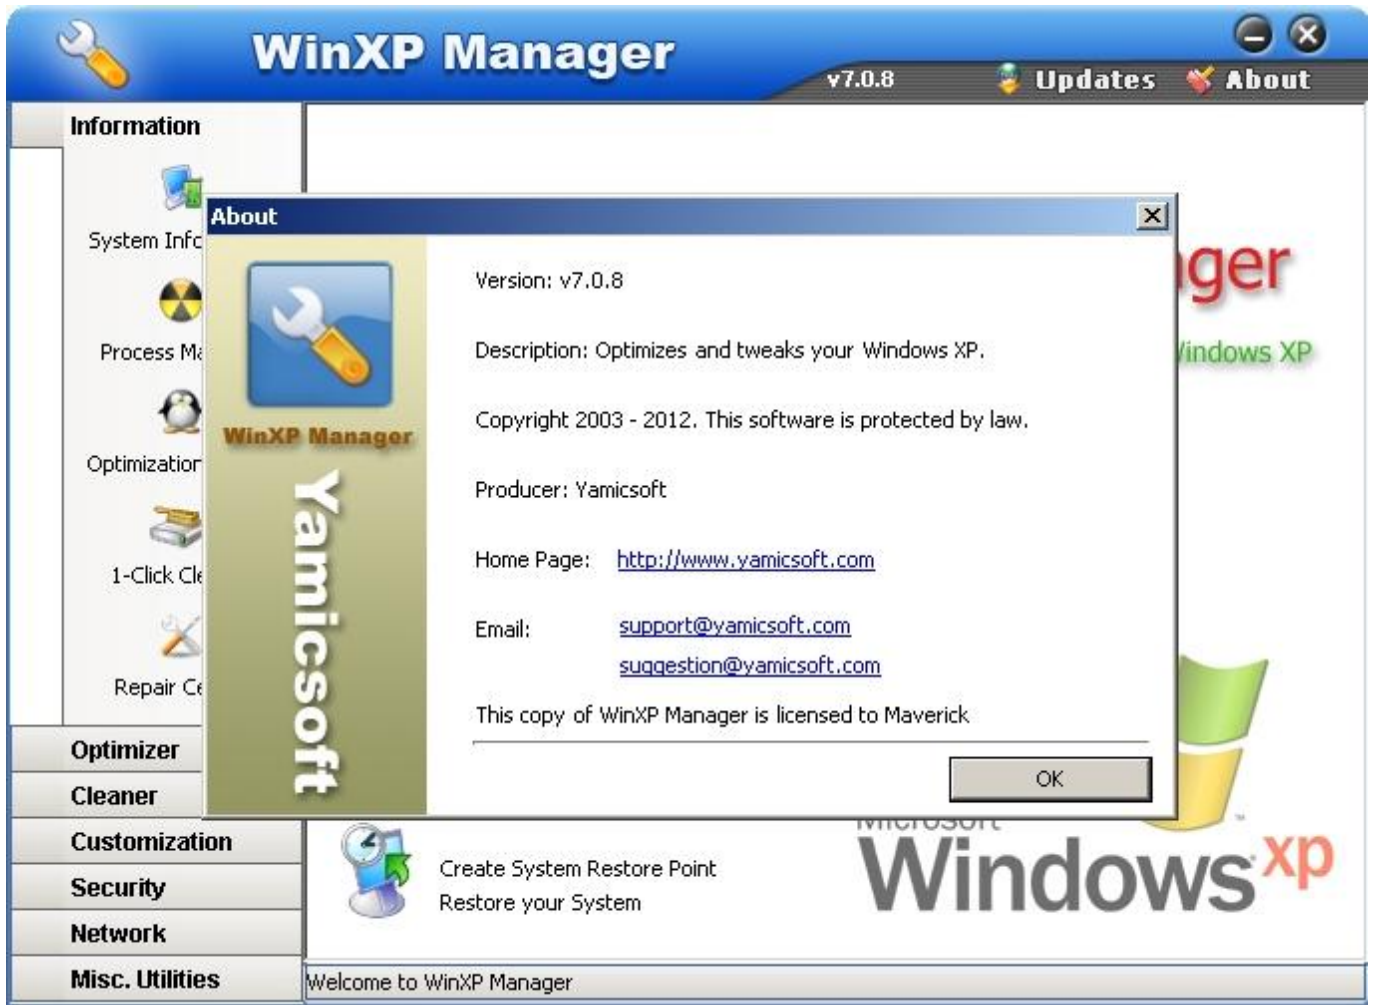 WinXP Manager
v7.0.8
Updates
About
Information
System Info
Process Ma
Optimization
1-Click Cle
Repair Ce
Optimizer
Cleaner
Customization
Security
Network
Misc. Utilities
About
WinXP Manager
Yamicsoft
Version: v7.0.8
Description: Optimizes and tweaks your Windows XP.
Copyright 2003 - 2012. This software is protected by law.
Producer: Yamicsoft
Home Page: http://www.yamicsoft.com
Email: support@yamicsoft.com
suggestion@yamicsoft.com
This copy of WinXP Manager is licensed to Maverick
OK
ger
Windows XP
Microsoft
Windows xp
Create System Restore Point
Restore your System
Welcome to WinXP Manager